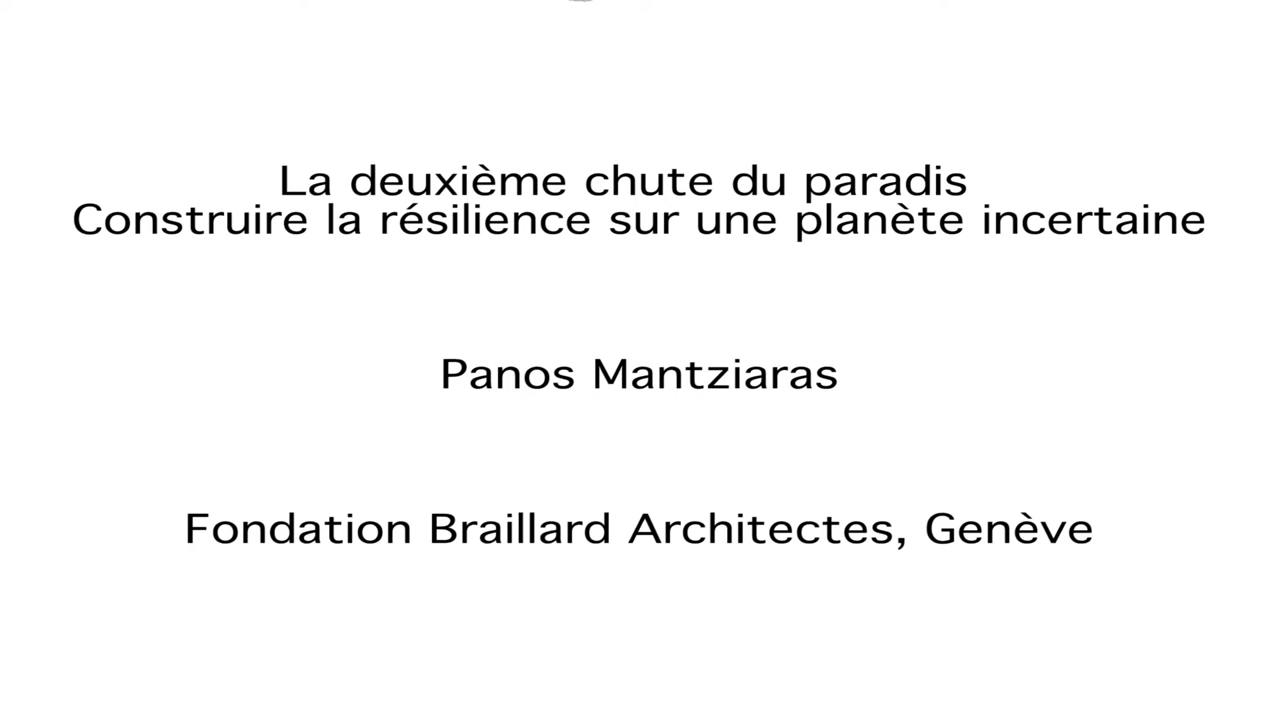 La deuxième chute du paradis
Construire la résilience sur une planète incertaine
Panos Mantziaras
Fondation Braillard Architectes, Genève